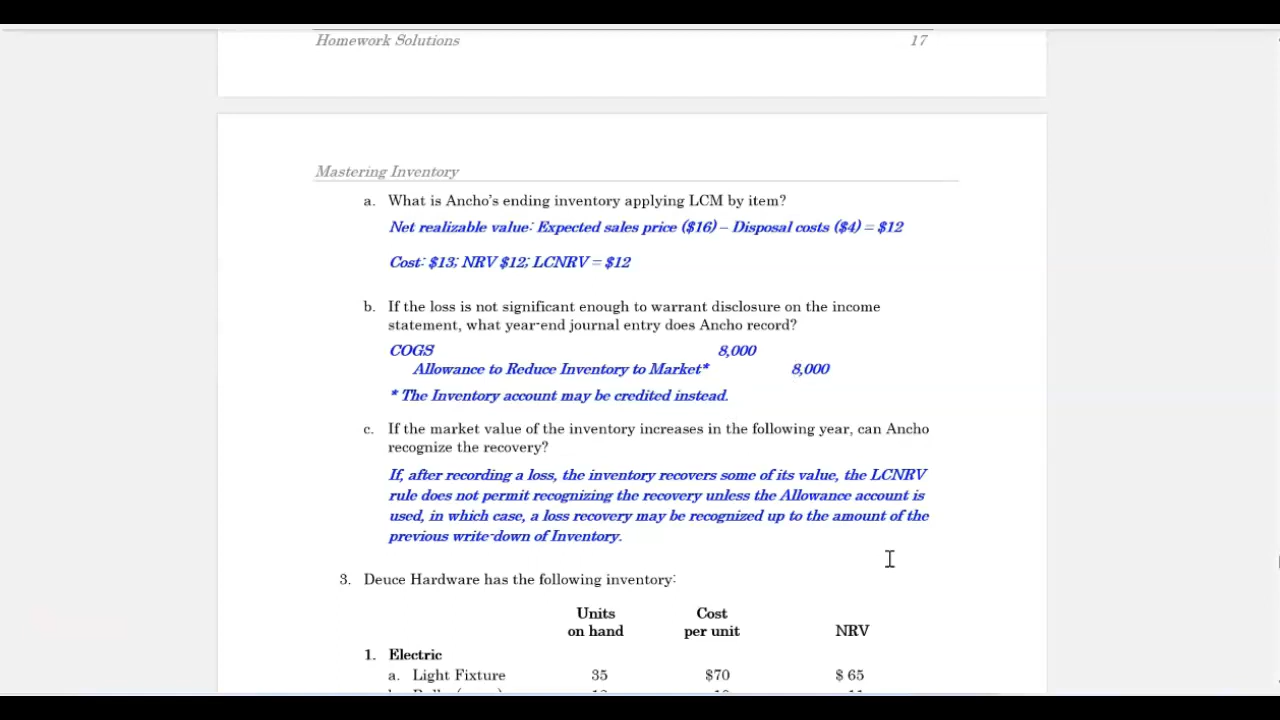 Homework Solutions 17
Mastering Inventory
a. What is Ancho's ending inventory applying LCM by item?
Net realizable value: Expected sales price ($16) – Disposal costs ($4) = $12
Cost: $13; NRV $12; LCNRV = $12
b. If the loss is not significant enough to warrant disclosure on the income
statement, what year-end journal entry does Ancho record?
COGS 8,000
Allowance to Reduce Inventory to Market* 8,000
* The Inventory account may be credited instead.
c. If the market value of the inventory increases in the following year, can Ancho
recognize the recovery?
If, after recording a loss, the inventory recovers some of its value, the LCNRV
rule does not permit recognizing the recovery unless the Allowance account is
used, in which case, a loss recovery may be recognized up to the amount of the
previous write-down of Inventory.
3. Deuce Hardware has the following inventory:
Units Cost
on hand per unit NRV
1. Electric
a. Light Fixture 35 $70 $ 65